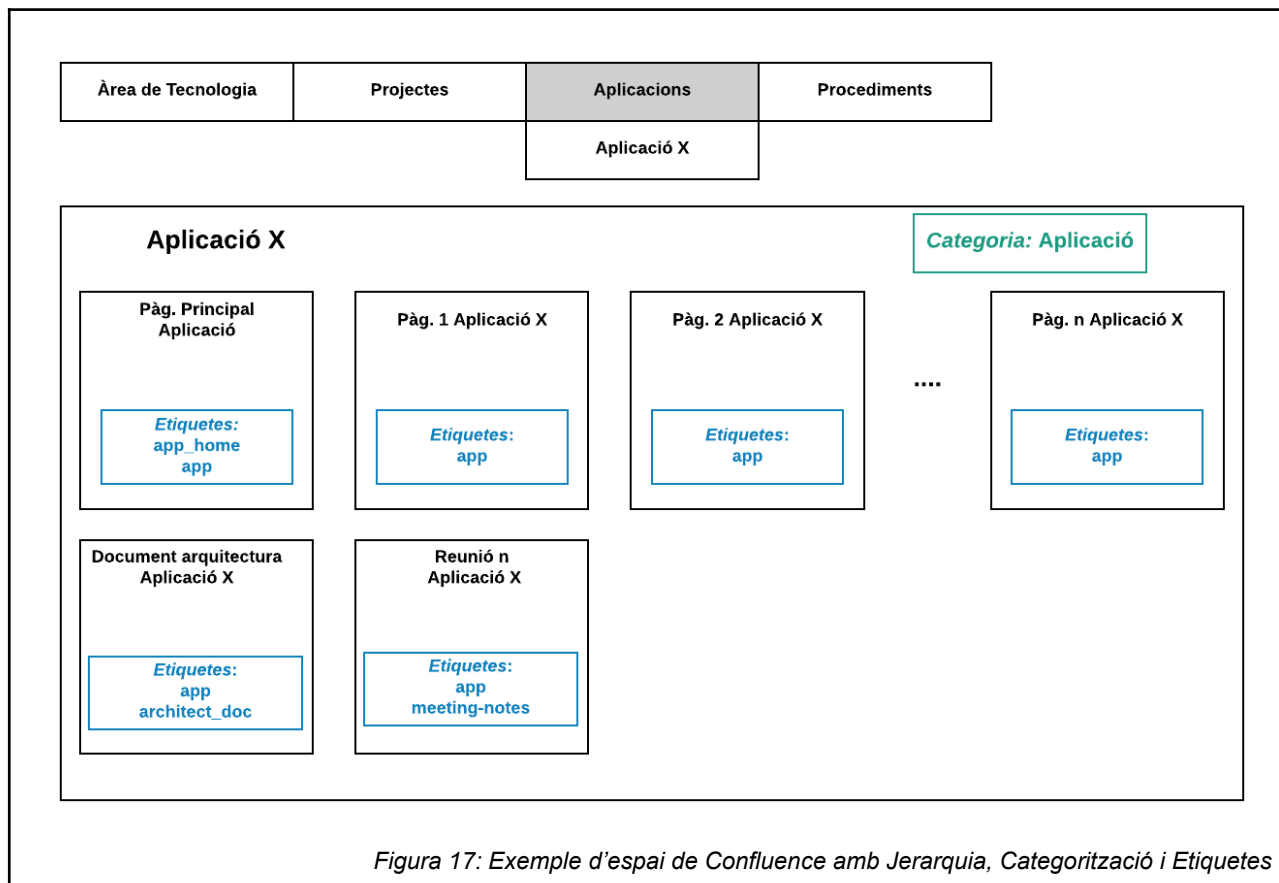 Àrea de Tecnologia
Projectes
Aplicacions
Procediments
Aplicació X
Aplicació X
Categoria: Aplicació
Pàg. Principal
Aplicació
Etiquetes:
app_home
app
Pàg. 1 Aplicació X
Etiquetes:
app
Pàg. 2 Aplicació X
Etiquetes:
app
....
Pàg. n Aplicació X
Etiquetes:
app
Document arquitectura
Aplicació X
Etiquetes:
app
architect_doc
Reunió n
Aplicació X
Etiquetes:
app
meeting-notes
Figura 17: Exemple d’espai de Confluence amb Jerarquia, Categorització i Etiquetes